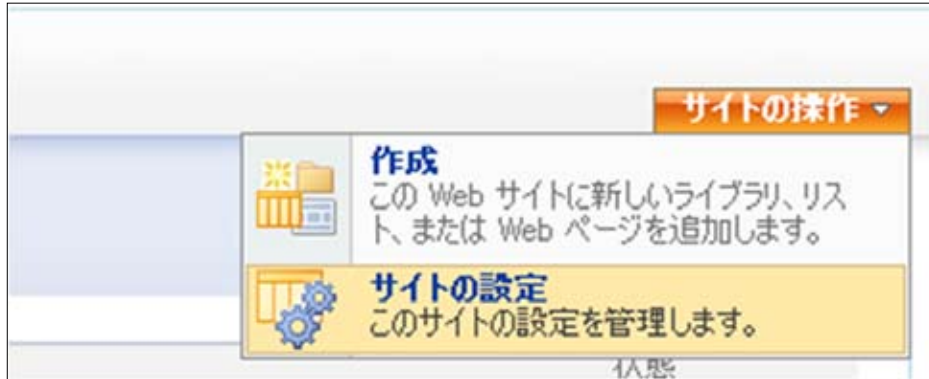 サイトの操作
作成
この Web サイトに新しいライブラリ、リス
ト、または Web ページを追加します。
サイトの設定
このサイトの設定を管理します。
状態